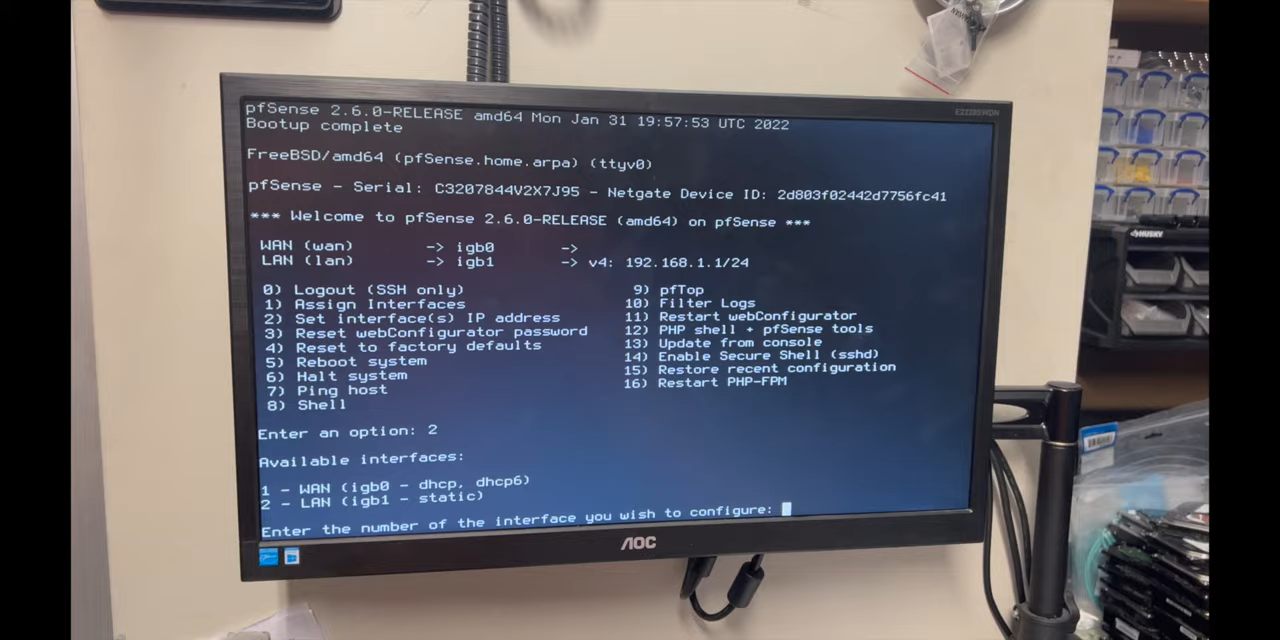 pfSense 2.6.0-RELEASE amd64 Mon Jan 31 19:57:53 UTC 2022
Bootup complete
FreeBSD/amd64 (pfSense.home.arpa) (ttyv0)
pfSense - Serial: C3207844V2X7J95 - Netgate Device ID: 2d803f02442d7756fc41
*** Welcome to pfSense 2.6.0-RELEASE (amd64) on pfSense ***
WAN (wan) -> igb0 ->
LAN (lan) -> igb1 -> v4: 192.168.1.1/24
0) Logout (SSH only) 9) pfTop
1) Assign Interfaces 10) Filter Logs
2) Set interface(s) IP address 11) Restart webConfigurator
3) Reset webConfigurator password 12) PHP shell + pfSense tools
4) Reset to factory defaults 13) Update from console
5) Reboot system 14) Enable Secure Shell (sshd)
6) Halt system 15) Restore recent configuration
7) Ping host 16) Restart PHP-FPM
8) Shell
Enter an option: 2
Available interfaces:
1 - WAN (igb0 - dhcp, dhcp6)
2 - LAN (igb1 - static)
Enter the number of the interface you wish to configure:
AOC
HUSKY